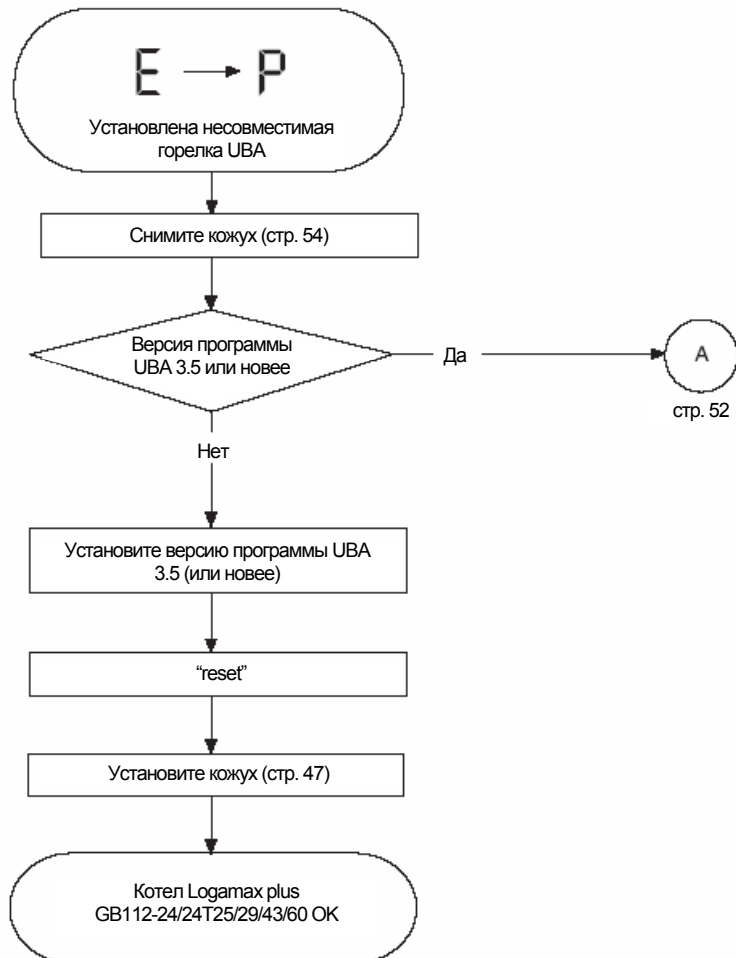 E → P
Установлена несовместимая
горелка UBA
Снимите кожух (стр. 54)
Версия программы
UBA 3.5 или новее
Да
A
стр. 52
Нет
Установите версию программы UBA
3.5 (или новее)
“reset”
Установите кожух (стр. 47)
Котел Logamax plus
GB112-24/24T25/29/43/60 OK